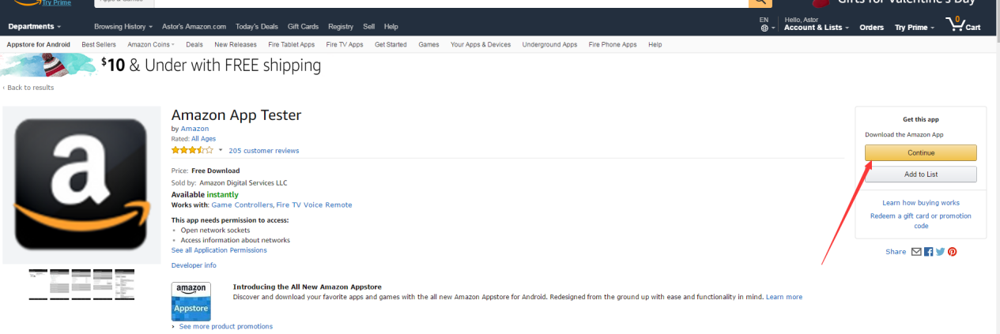 Try Prime
Apps & Games
Gifts for Valentine's Day
Departments
Browsing History
Astor's Amazon.com
Today's Deals
Gift Cards
Registry
Sell
Help
EN
Hello, Astor
Account & Lists
Orders
Try Prime
0
Cart
Appstore for Android
Best Sellers
Amazon Coins
Deals
New Releases
Fire Tablet Apps
Fire TV Apps
Get Started
Games
Your Apps & Devices
Underground Apps
Fire Phone Apps
Help
$10 & Under with FREE shipping
‹ Back to results
a
Amazon App Tester
by Amazon
Rated: All Ages
205 customer reviews
Price: Free Download
Sold by: Amazon Digital Services LLC
Available instantly
Works with: Game Controllers, Fire TV Voice Remote
This app needs permission to access:
• Open network sockets
• Access information about networks
See all Application Permissions
Developer info
amazon
Appstore
Introducing the All New Amazon Appstore
Discover and download your favorite apps and games with the all new Amazon Appstore for Android. Redesigned from the ground up with ease and functionality in mind. Learn more
› See more product promotions
Get this app
Download the Amazon App
Continue
Add to List
Learn how buying works
Redeem a gift card or promotion
code
Share